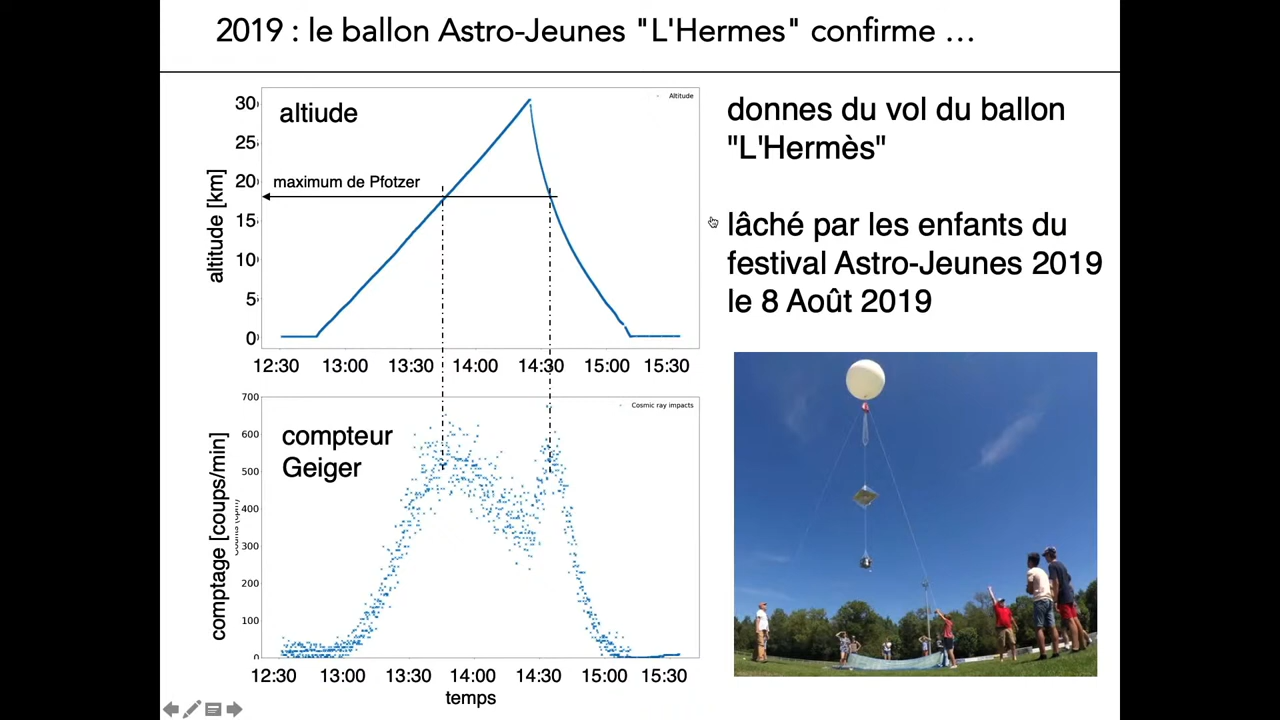 2019 : le ballon Astro-Jeunes "L'Hermes" confirme …
altiude
Altitude
30
25
20
15
10
5
0
altitude [km]
maximum de Pfotzer
12:30 13:00 13:30 14:00 14:30 15:00 15:30
donnes du vol du ballon
"L'Hermès"
lâché par les enfants du
festival Astro-Jeunes 2019
le 8 Août 2019
700
600
500
400
300
200
100
0
comptage [coups/min]
Cosmic ray impacts
compteur
Geiger
12:30 13:00 13:30 14:00 14:30 15:00 15:30
temps